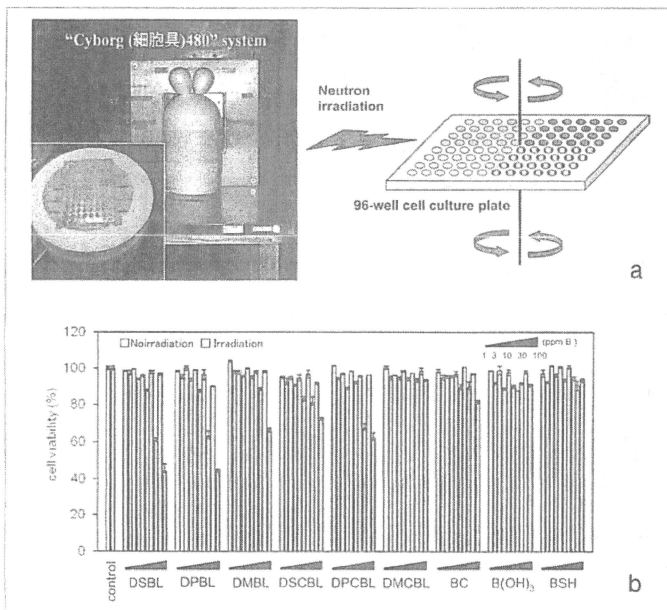 “Cyborg (細胞具)480” system
Neutron
irradiation
96-well cell culture plate
a
120
100
80
60
40
20
0
cell viability (%)
Noirradiation Irradiation
(ppm B)
1 3 10 30 100
control DSBL DPBL DMBL DSCBL DPCBL DMCBL BC B(OH)3 BSH
b